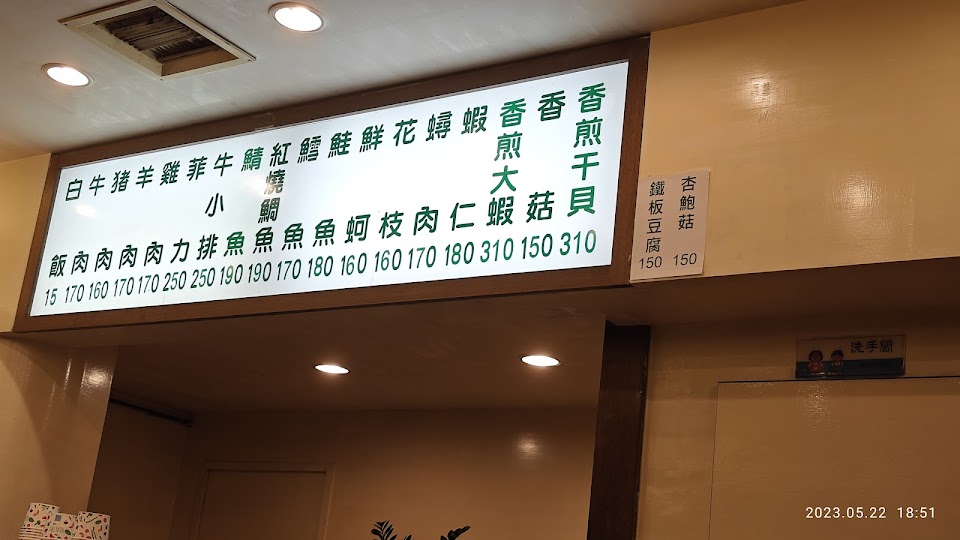 香煎干貝 310
香菇 150
香煎大蝦 310
蝦仁 180
蟳肉 170
花枝 160
鮮蚵 160
鮭魚 180
鱈魚 170
紅燒鯛魚 190
鯖魚 190
牛小排 250
菲力 250
雞肉 170
羊肉 170
猪肉 160
牛肉 170
白飯 15
杏鮑菇 150
鐵板豆腐 150
洗手間
2023.05.22 18:51